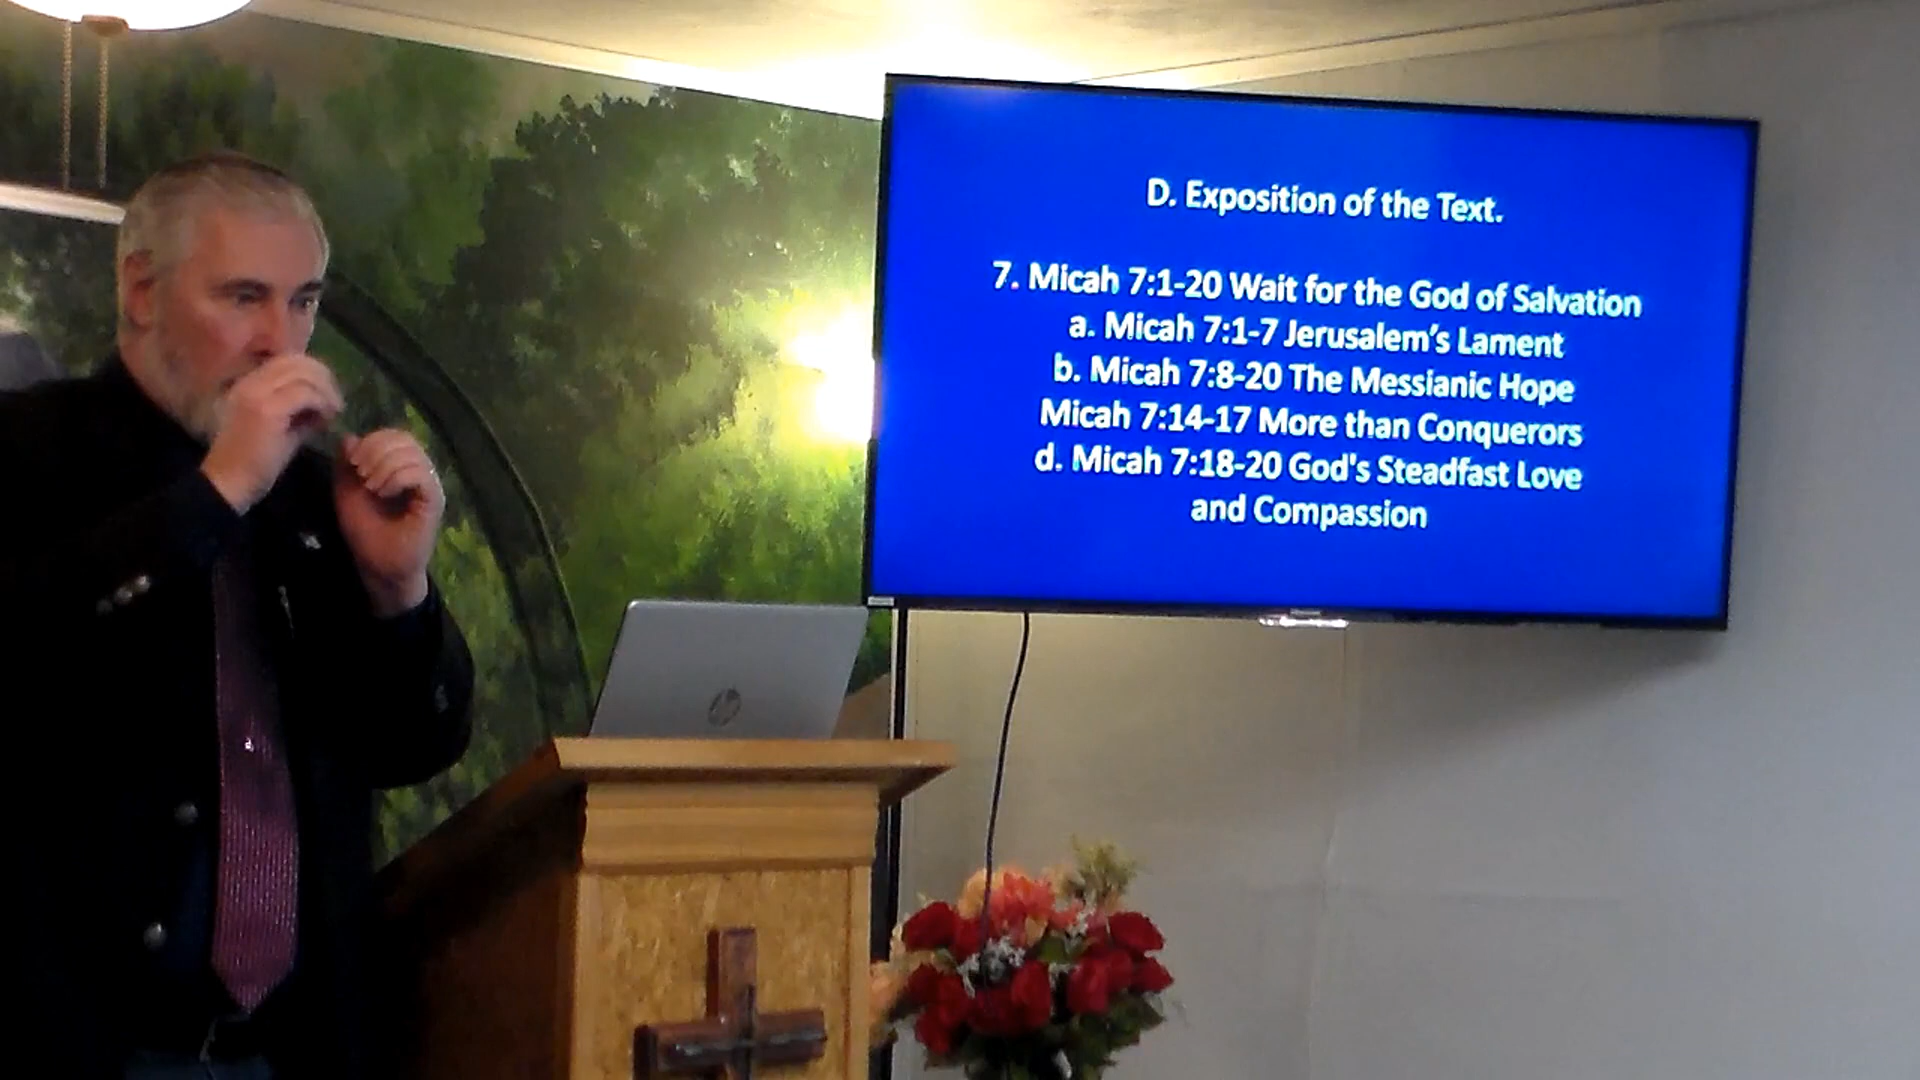 D. Exposition of the Text.
7. Micah 7:1-20 Wait for the God of Salvation
a. Micah 7:1-7 Jerusalem's Lament
b. Micah 7:8-20 The Messianic Hope
Micah 7:14-17 More than Conquerors
d. Micah 7:18-20 God's Steadfast Love
and Compassion
hp